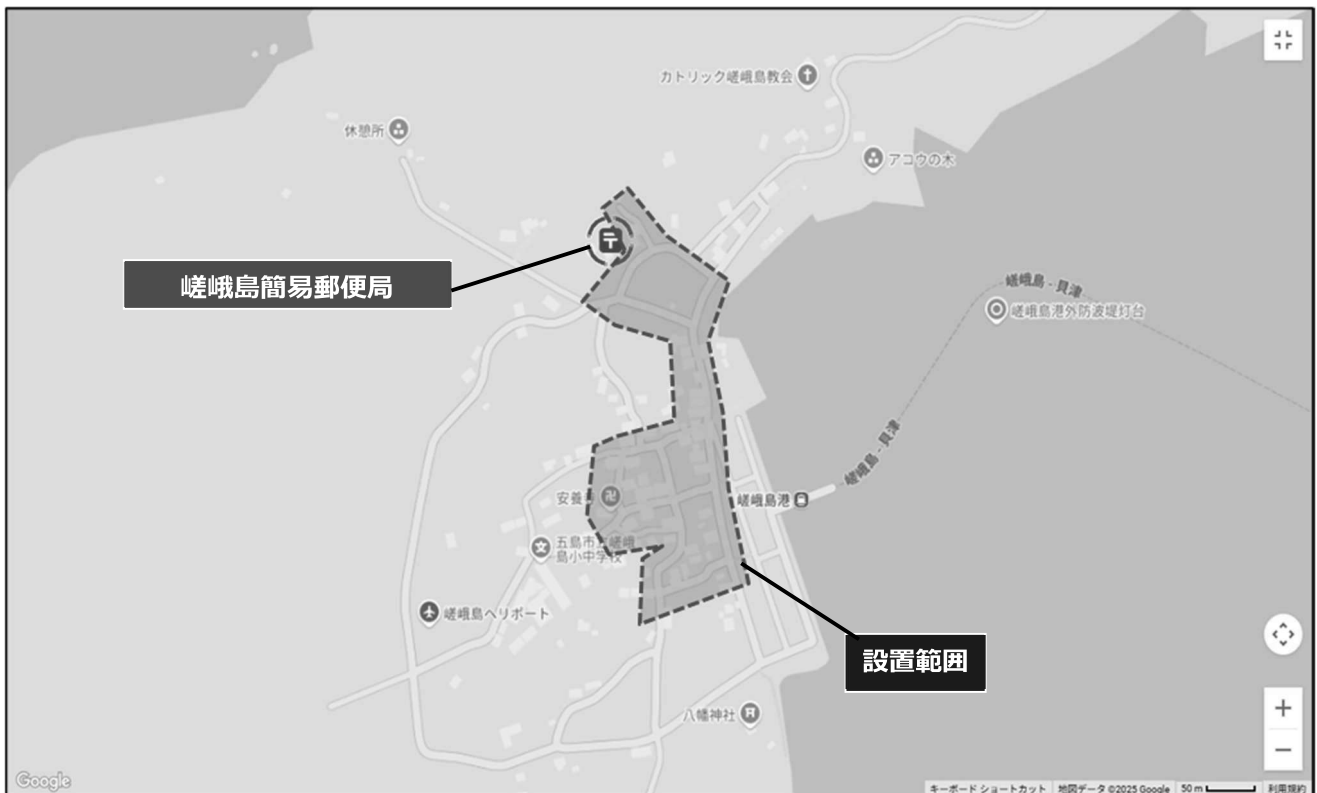 カトリック嵯峨島教会
休憩所
アコウの木
嵯峨島簡易郵便局
嵯峨島 - 貝津
嵯峨島港外防波堤灯台
嵯峨島 - 貝津
安養
嵯峨島港
五島市立嵯峨
島小中学校
嵯峨島ヘリポート
設置範囲
八幡神社
Google
キーボード ショートカット 地図データ ©2025 Google 50 m 利用規約